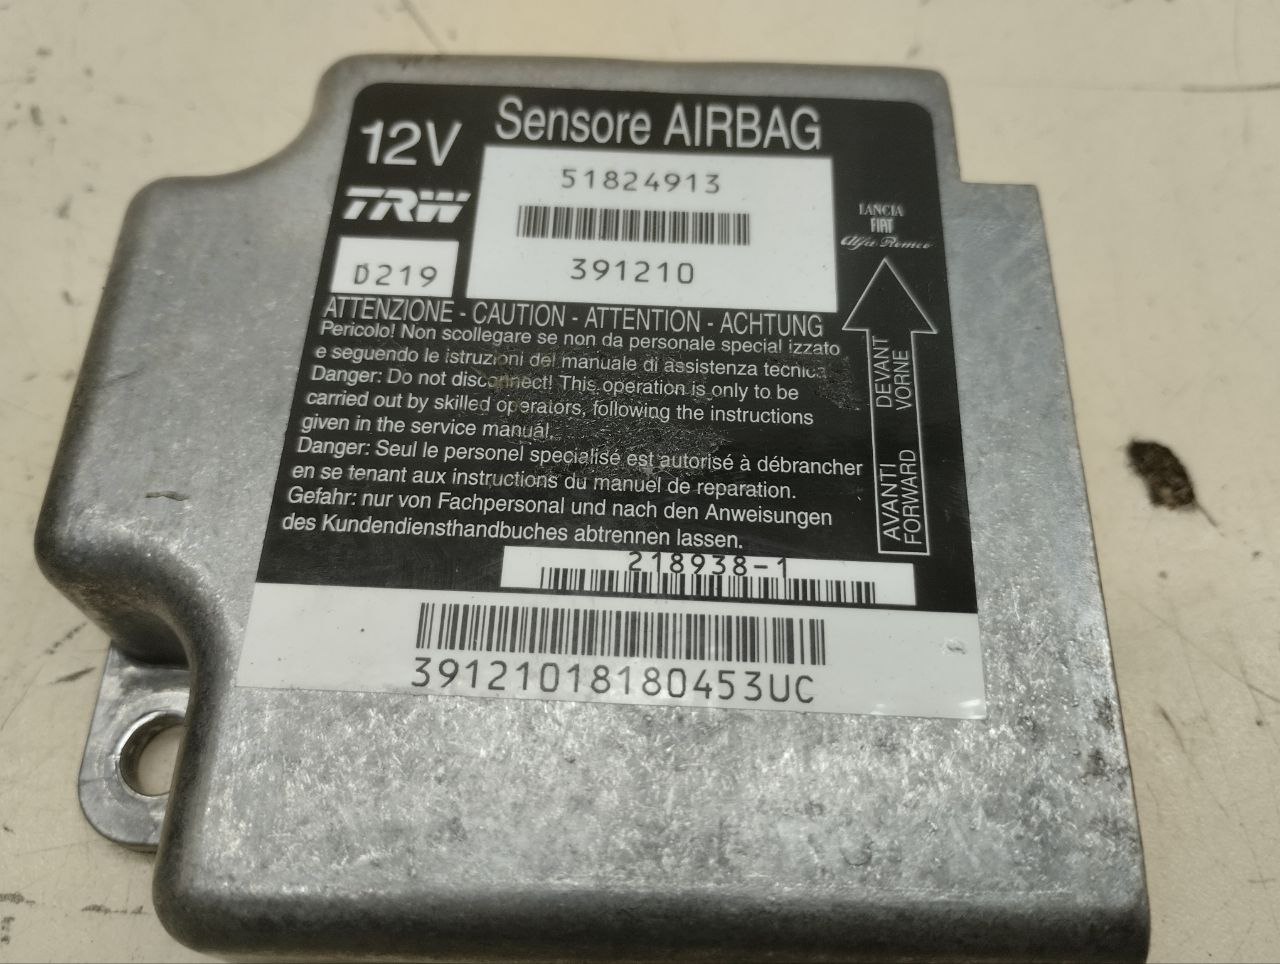 Sensore AIRBAG
12V
TRW
51824913
391210
D219
LANCIA
FIAT
Alfa Romeo
ATTENZIONE - CAUTION - ATTENTION - ACHTUNG
Pericolo! Non scollegare se non da personale special izzato
e seguendo le istruzioni del manuale di assistenza tecnica
Danger: Do not disconnect! This operation is only to be
carried out by skilled operators, following the instructions
given in the service manual.
Danger: Seul le personel specialisé est autorisé à débrancher
en se tenant aux instructions du manuel de reparation.
Gefahr: nur von Fachpersonal und nach den Anweisungen
des Kundendiensthandbuches abtrennen lassen.
AVANTI DEVANT
FORWARD VORNE
218938-1
39121018180453UC